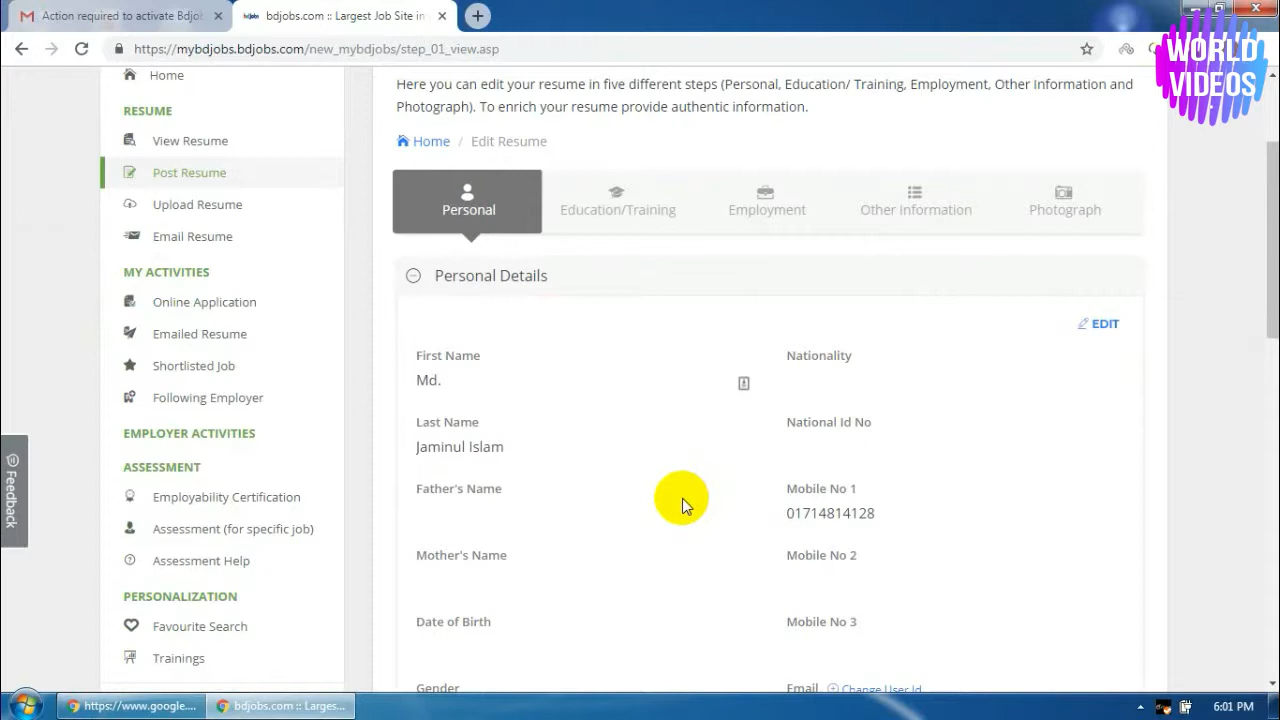 Action required to activate Bdjob
bdjobs.com :: Largest Job Site in
https://mybdjobs.bdjobs.com/new_mybdjobs/step_01_view.asp
WORLD
VIDEOS
Home
RESUME
View Resume
Post Resume
Upload Resume
Email Resume
MY ACTIVITIES
Online Application
Emailed Resume
Shortlisted Job
Following Employer
EMPLOYER ACTIVITIES
ASSESSMENT
Employability Certification
Assessment (for specific job)
Assessment Help
PERSONALIZATION
Favourite Search
Trainings
Feedback
Here you can edit your resume in five different steps (Personal, Education/ Training, Employment, Other Information and
Photograph). To enrich your resume provide authentic information.
Home / Edit Resume
Personal
Education/Training
Employment
Other Information
Photograph
Personal Details
EDIT
First Name
Md.
Nationality
Last Name
Jaminul Islam
National Id No
Father's Name
Mobile No 1
01714814128
Mother's Name
Mobile No 2
Date of Birth
Mobile No 3
Gender
Email Change User Id
https://www.google....
bdjobs.com :: Larges...
6:01 PM